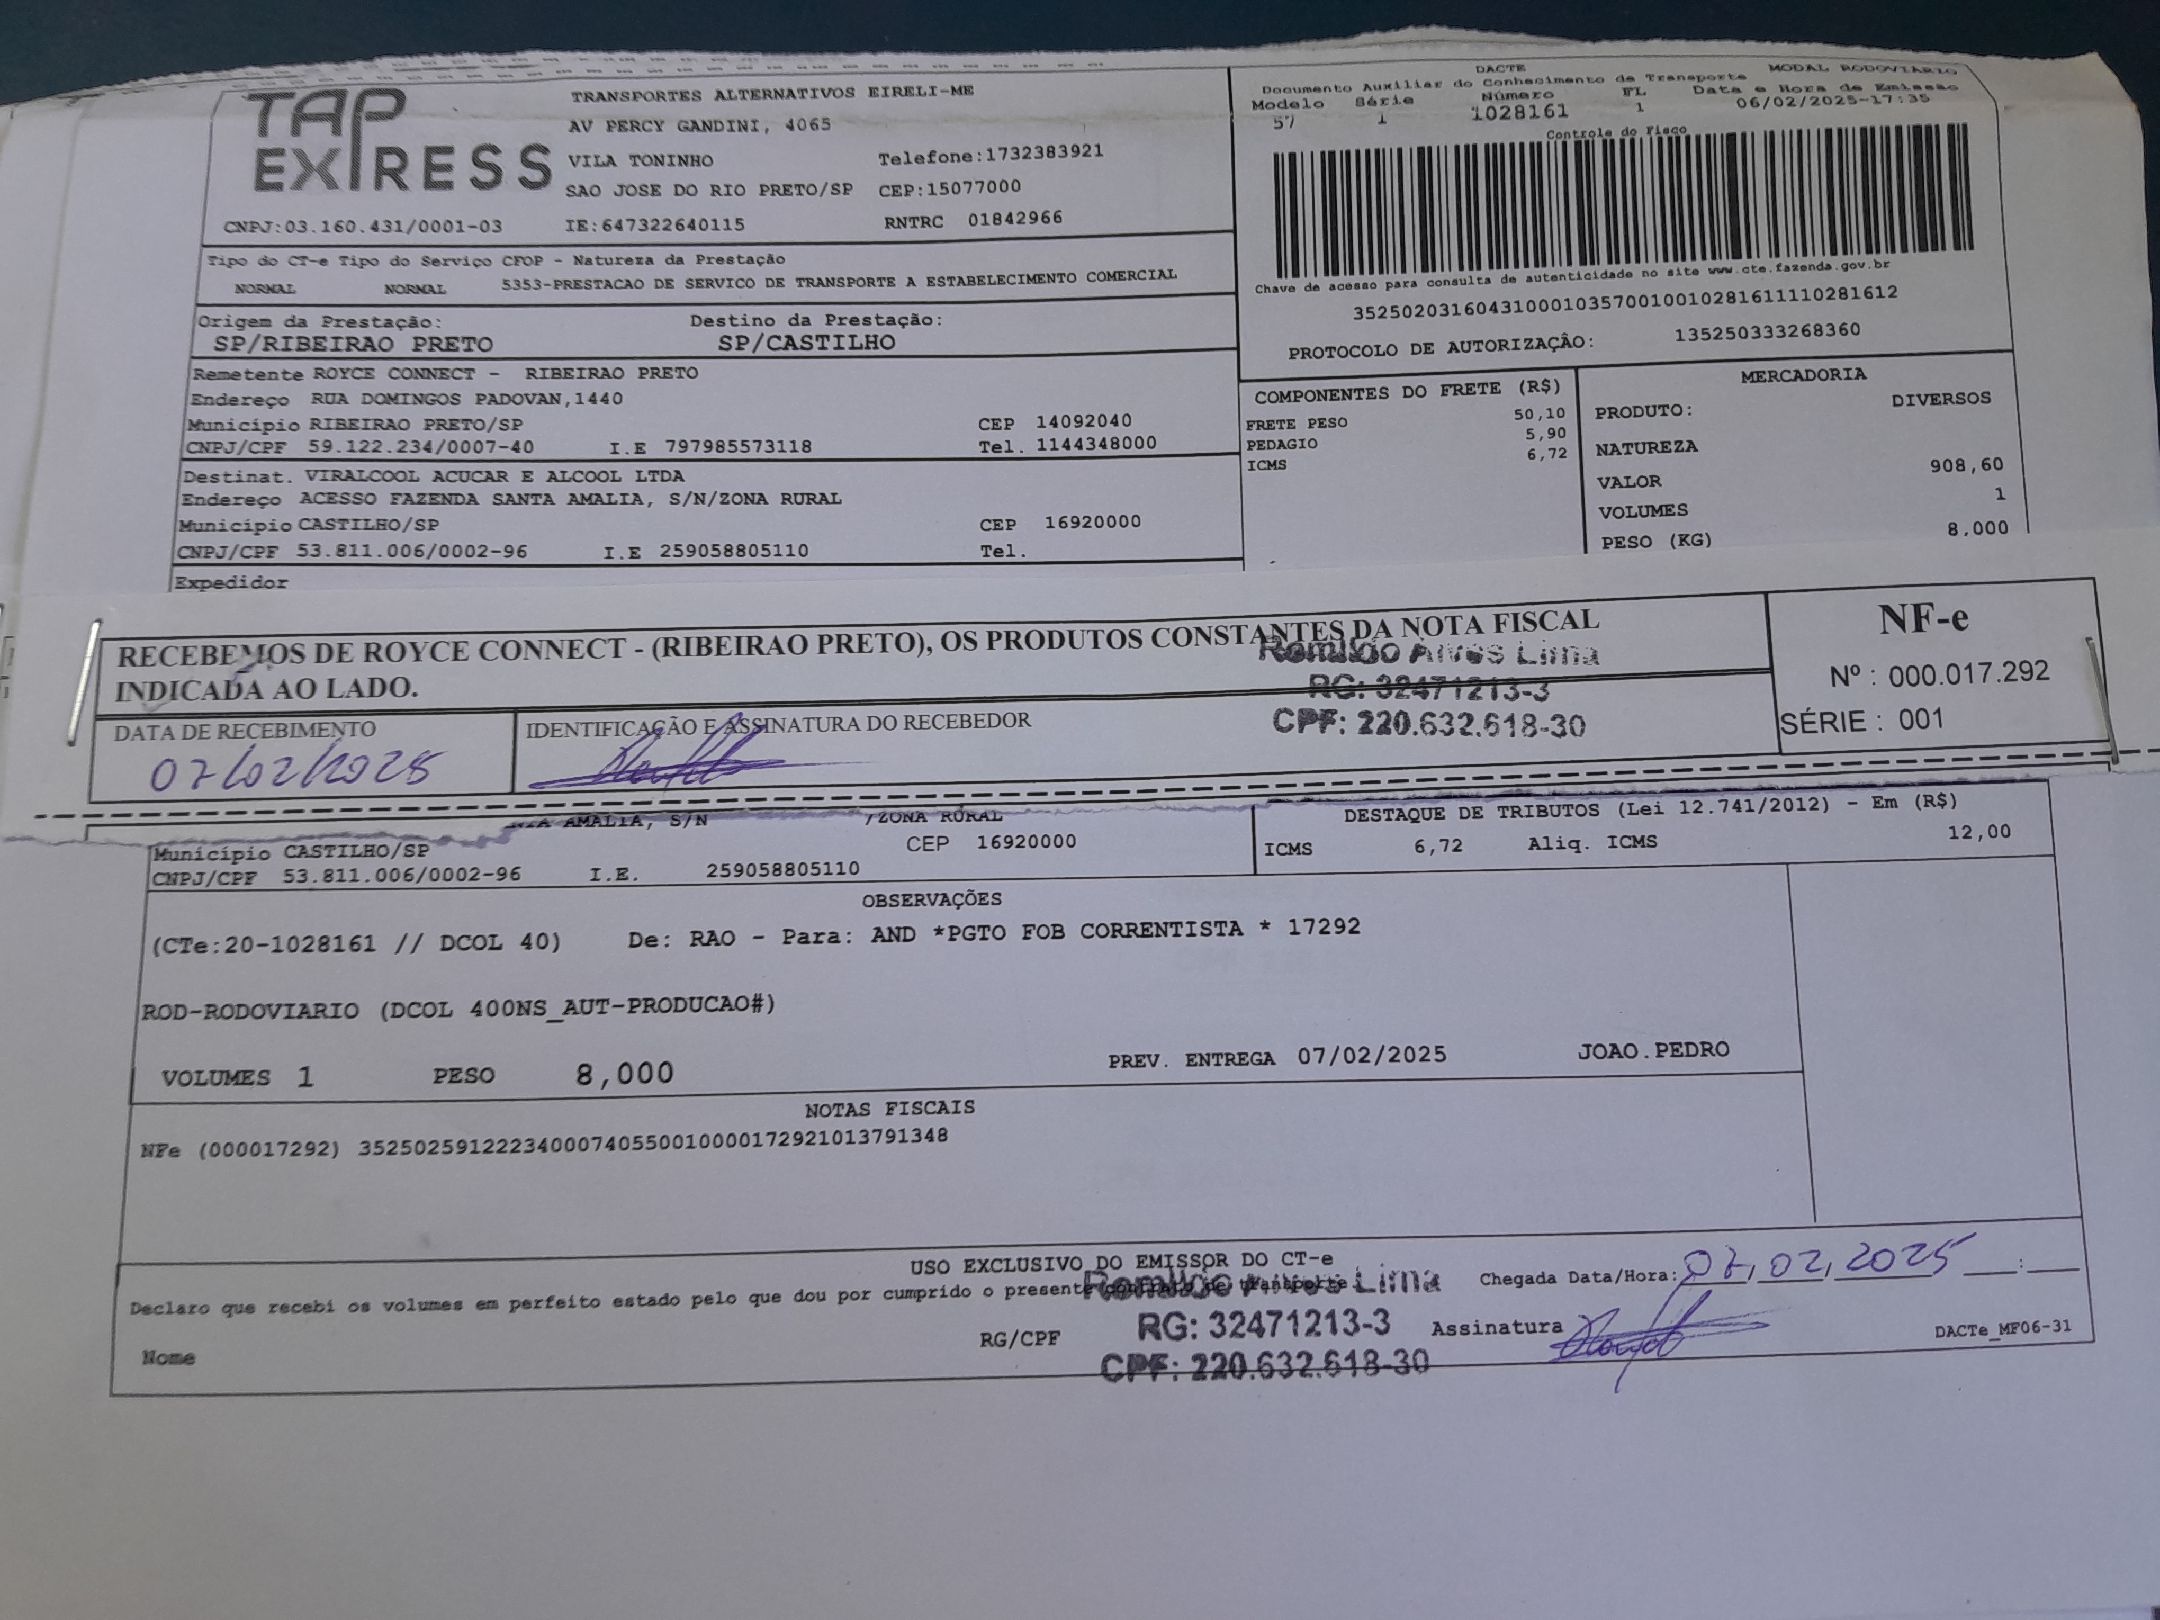 TAP EXPRESS
TRANSPORTES ALTERNATIVOS EIRELI-ME
AV PERCY GANDINI, 4065
VILA TONINHO Telefone:1732383921
SAO JOSE DO RIO PRETO/SP CEP:15077000
CNPJ:03.160.431/0001-03 IE:647322640115 RNTRC 01842966
DACTE MODAL RODOVIARIO
Documento Auxiliar do Conhecimento de Transporte
Modelo Série Número FL Data e Hora de Emissão
57 1 1028161 1 06/02/2025-17:35
Controle do Fisco
Chave de acesso para consulta de autenticidade no site www.cte.fazenda.gov.br
35250203160431000103570010010281611110281612
PROTOCOLO DE AUTORIZAÇÂO: 135250333268360
Tipo do CT-e Tipo do Serviço CFOP - Natureza da Prestação
NORMAL NORMAL 5353-PRESTACAO DE SERVICO DE TRANSPORTE A ESTABELECIMENTO COMERCIAL
Origem da Prestação: Destino da Prestação:
SP/RIBEIRAO PRETO SP/CASTILHO
Remetente ROYCE CONNECT - RIBEIRAO PRETO
Endereço RUA DOMINGOS PADOVAN,1440
Município RIBEIRAO PRETO/SP CEP 14092040
CNPJ/CPF 59.122.234/0007-40 I.E 797985573118 Tel. 1144348000
Destinat. VIRALCOOL ACUCAR E ALCOOL LTDA
Endereço ACESSO FAZENDA SANTA AMALIA, S/N/ZONA RURAL
Município CASTILHO/SP CEP 16920000
CNPJ/CPF 53.811.006/0002-96 I.E 259058805110 Tel.
Expedidor
COMPONENTES DO FRETE (R$)
FRETE PESO 50,10
PEDAGIO 5,90
ICMS 6,72
MERCADORIA
PRODUTO: DIVERSOS
NATUREZA
VALOR 908,60
VOLUMES 1
PESO (KG) 8,000
RECEBEMOS DE ROYCE CONNECT - (RIBEIRAO PRETO), OS PRODUTOS CONSTANTES DA NOTA FISCAL
INDICADA AO LADO.
Alves Lima
RG: 32471213-3
CPF: 220.632.618-30
NF-e
Nº : 000.017.292
SÉRIE : 001
DATA DE RECEBIMENTO IDENTIFICAÇÃO E ASSINATURA DO RECEBEDOR
07/02/2025
AMALIA, S/N /ZONA RURAL
Município CASTILHO/SP CEP 16920000
CNPJ/CPF 53.811.006/0002-96 I.E. 259058805110
DESTAQUE DE TRIBUTOS (Lei 12.741/2012) - Em (R$)
ICMS 6,72 Aliq. ICMS 12,00
OBSERVAÇÕES
(CTe:20-1028161 // DCOL 40) De: RAO - Para: AND *PGTO FOB CORRENTISTA * 17292
ROD-RODOVIARIO (DCOL 400NS_AUT-PRODUCAO#)
VOLUMES 1 PESO 8,000 PREV. ENTREGA 07/02/2025 JOAO.PEDRO
NOTAS FISCAIS
NFe (000017292) 35250259122234000740550010000172921013791348
USO EXCLUSIVO DO EMISSOR DO CT-e
Declaro que recebi os volumes em perfeito estado pelo que dou por cumprido o presente contrato de transporte.
Chegada Data/Hora: 07,02,2025 :
Alves Lima
RG: 32471213-3
CPF: 220.632.618-30
Nome RG/CPF Assinatura
DACTe_MF06-31